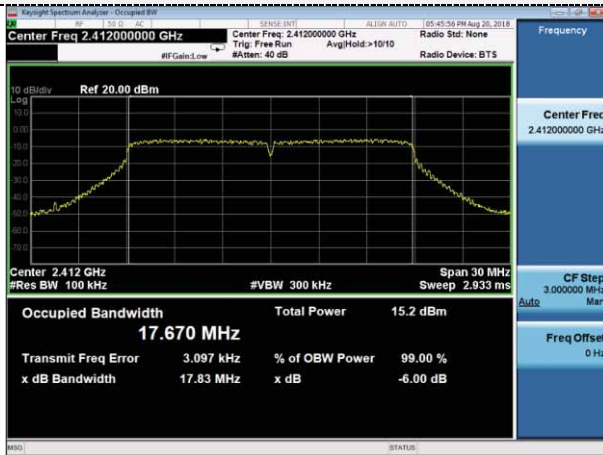 Keysight Spectrum Analyzer - Occupied BW
RF 50 Ω AC SENSE:INT ALIGN AUTO 05:45:56 PM Aug 20, 2018
Center Freq 2.412000000 GHz
Center Freq: 2.412000000 GHz
Radio Std: None
Trig: Free Run Avg|Hold:>10/10
#IFGain:Low
#Atten: 40 dB
Radio Device: BTS
Frequency
10 dB/div Ref 20.00 dBm
Log
10.0
0.00
-10.0
-20.0
-30.0
-40.0
-50.0
-60.0
-70.0
Center 2.412 GHz
Span 30 MHz
#Res BW 100 kHz
#VBW 300 kHz
Sweep 2.933 ms
Occupied Bandwidth
17.670 MHz
Total Power 15.2 dBm
Transmit Freq Error 3.097 kHz
% of OBW Power 99.00 %
x dB Bandwidth 17.83 MHz
x dB -6.00 dB
Center Freq
2.412000000 GHz
CF Step
3.000000 MHz
Auto Man
Freq Offset
0 Hz
MSG STATUS